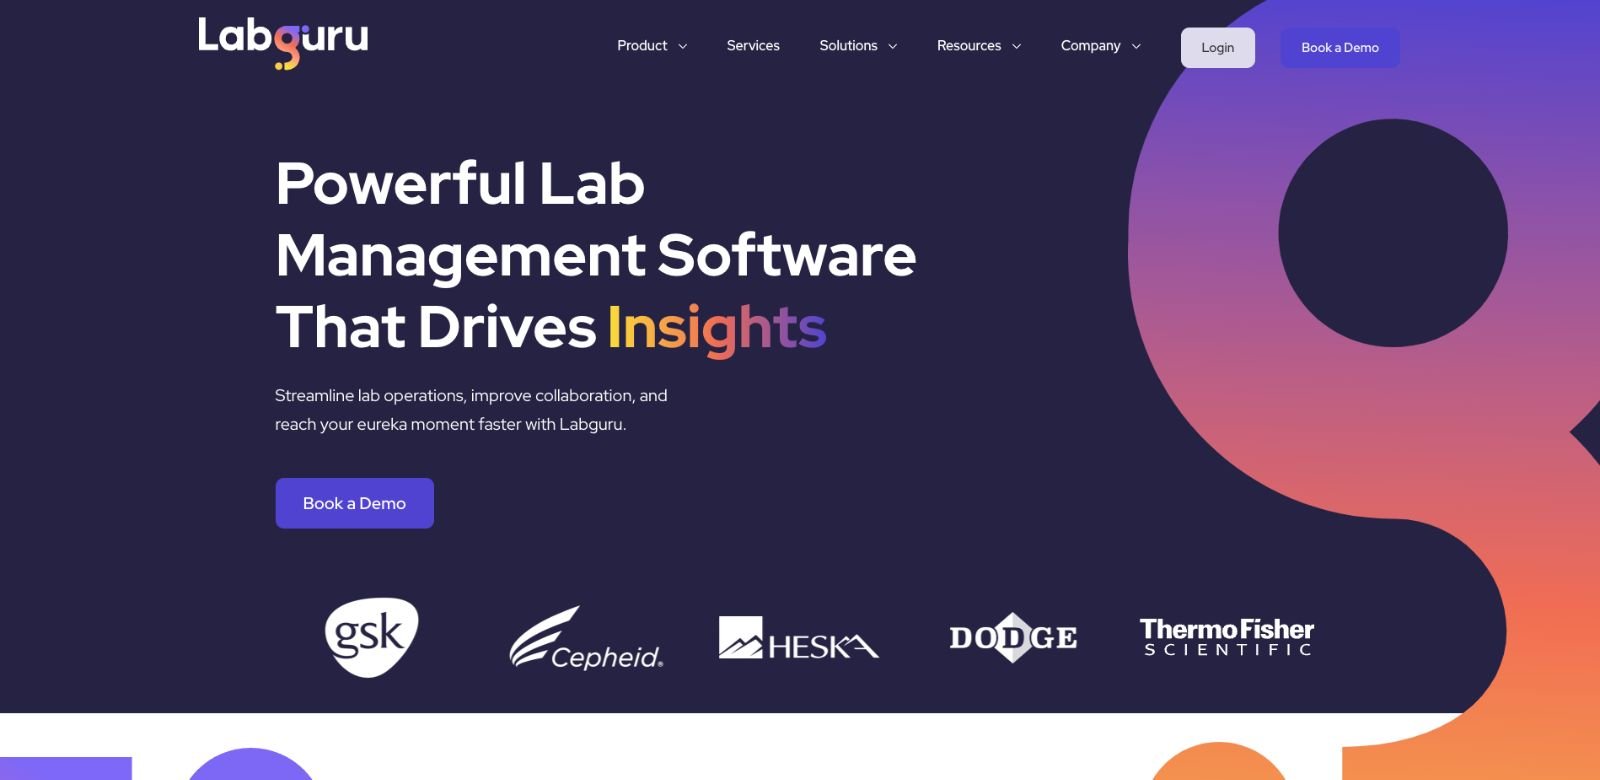 Labguru
Product
Services
Solutions
Resources
Company
Login
Book a Demo
Powerful Lab
Management Software
That Drives Insights
Streamline lab operations, improve collaboration, and
reach your eureka moment faster with Labguru.
Book a Demo
gsk
Cepheid®
HESKA
DODGE
ThermoFisher
SCIENTIFIC